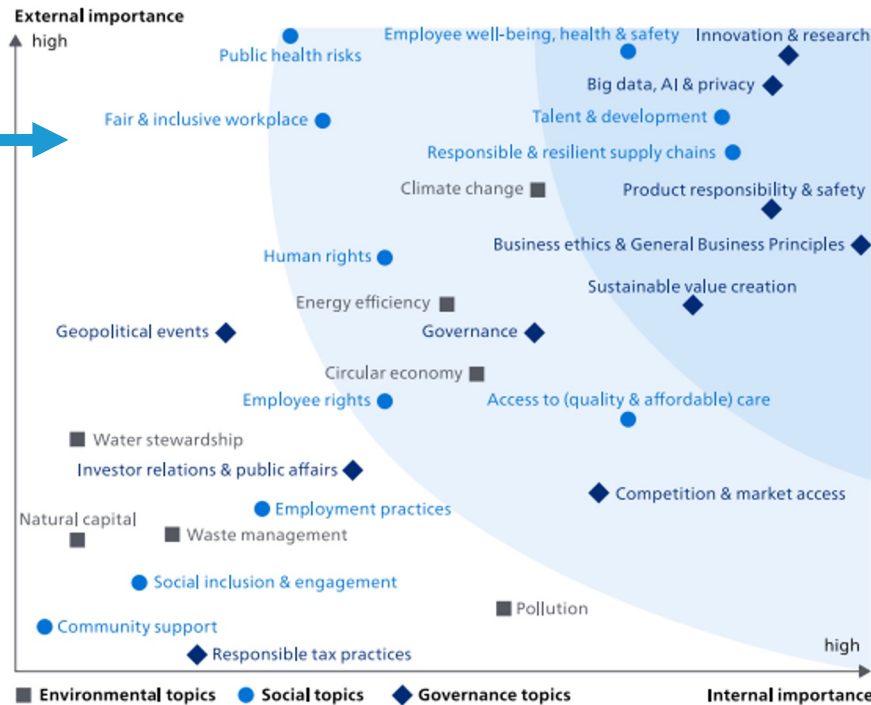 External importance
high
Employee well-being, health & safety
Innovation & research
Public health risks
Big data, AI & privacy
Fair & inclusive workplace
Talent & development
Responsible & resilient supply chains
Climate change
Product responsibility & safety
Business ethics & General Business Principles
Human rights
Sustainable value creation
Energy efficiency
Geopolitical events
Governance
Circular economy
Employee rights
Access to (quality & affordable) care
Water stewardship
Investor relations & public affairs
Competition & market access
Employment practices
Natural capital
Waste management
Social inclusion & engagement
Pollution
Community support
high
Responsible tax practices
Environmental topics
Social topics
Governance topics
Internal importance